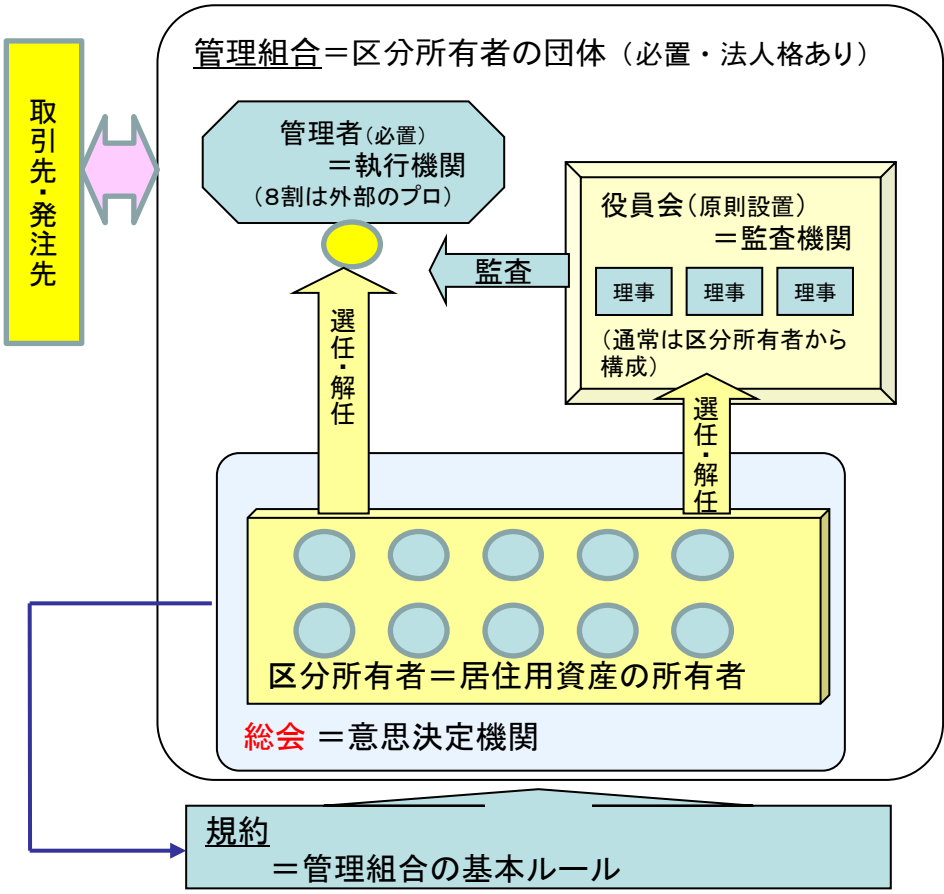 管理組合＝区分所有者の団体（必置・法人格あり）
取引先・発注先
管理者（必置）
＝執行機関
（８割は外部のプロ）
役員会（原則設置）
＝監査機関
理事
理事
理事
（通常は区分所有者から
構成）
監査
選任・解任
選任・解任
区分所有者＝居住用資産の所有者
総会＝意思決定機関
規約
＝管理組合の基本ルール